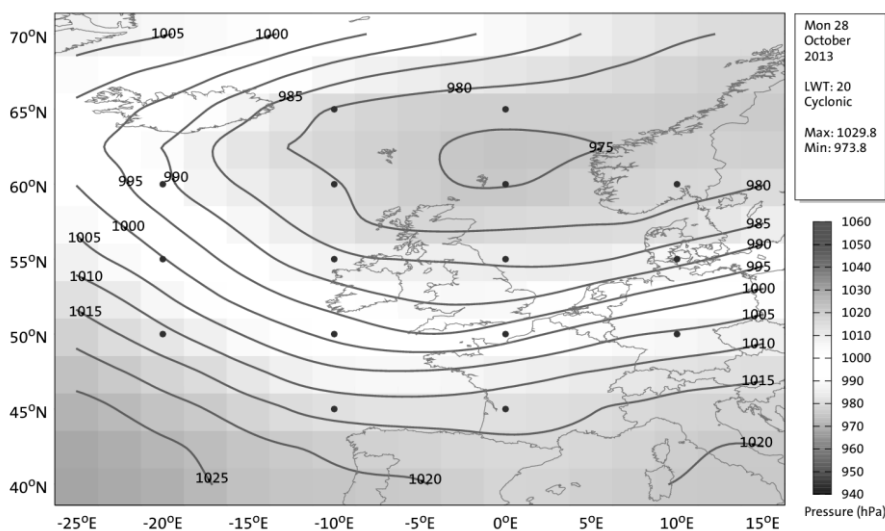 70°N
65°N
60°N
55°N
50°N
45°N
40°N
-25°E
-20°E
-15°E
-10°E
-5°E
0°E
5°E
10°E
15°E
1005
1000
985
980
975
995
990
980
1000
985
1005
990
995
1010
1000
1015
1005
1010
1015
1025
1020
1020
Mon 28
October
2013
LWT: 20
Cyclonic
Max: 1029.8
Min: 973.8
1060
1050
1040
1030
1020
1010
1000
990
980
970
960
950
940
Pressure (hPa)